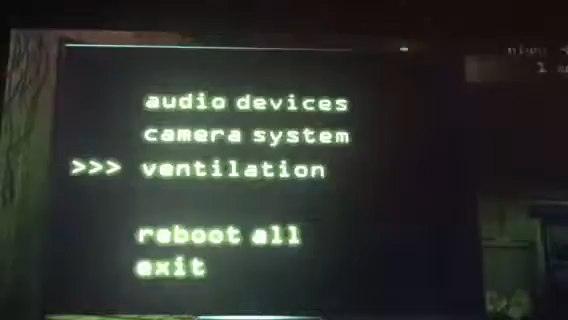 audio devices
camera system
>>> ventilation
reboot all
exit